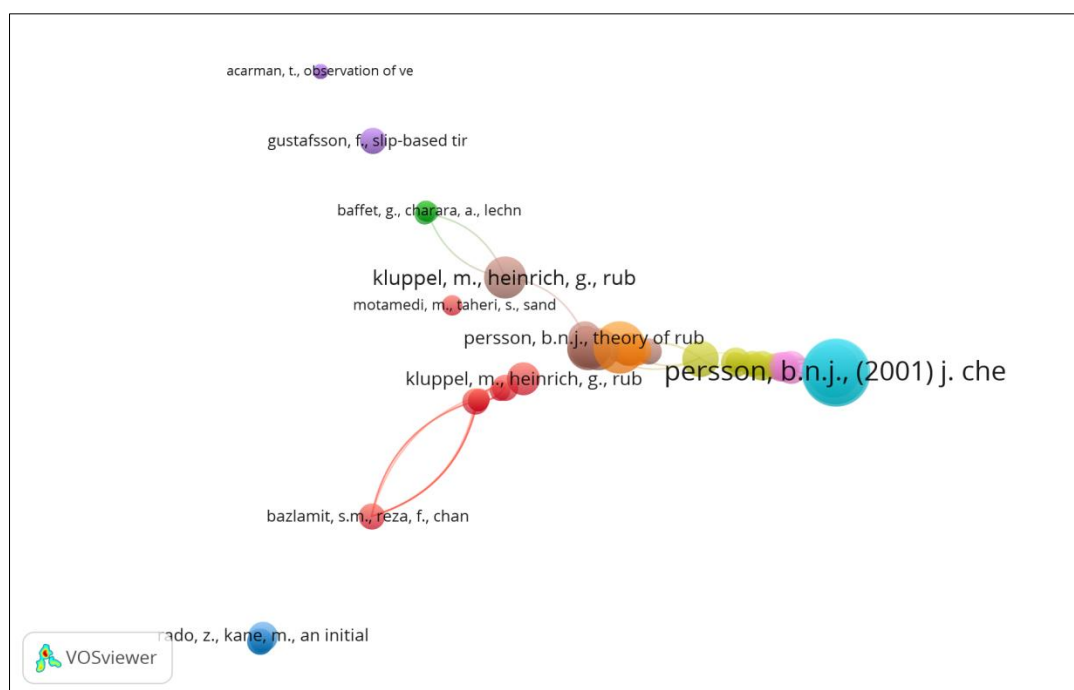 acarman, t., observation of ve
gustafsson, f., slip-based tir
baffet, g., charara, a., lechn
kluppel, m., heinrich, g., rub
motamedi, m., taheri, s., sand
persson, b.n.j., theory of rub
persson, b.n.j., (2001) j. che
kluppel, m., heinrich, g., rub
bazlamit, s.m., reza, f., chan
rado, z., kane, m., an initial
VOSviewer